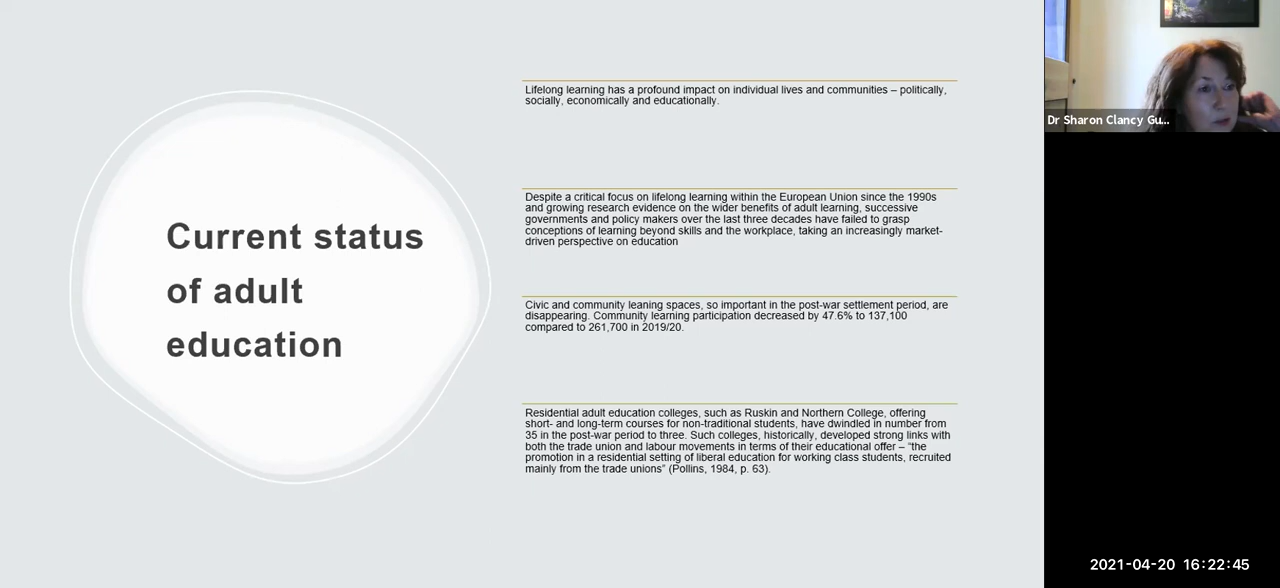 Current status
of adult
education
Lifelong learning has a profound impact on individual lives and communities – politically,
socially, economically and educationally.
Despite a critical focus on lifelong learning within the European Union since the 1990s
and growing research evidence on the wider benefits of adult learning, successive
governments and policy makers over the last three decades have failed to grasp
conceptions of learning beyond skills and the workplace, taking an increasingly market-
driven perspective on education
Civic and community leaning spaces, so important in the post-war settlement period, are
disappearing. Community learning participation decreased by 47.6% to 137,100
compared to 261,700 in 2019/20.
Residential adult education colleges, such as Ruskin and Northern College, offering
short- and long-term courses for non-traditional students, have dwindled in number from
35 in the post-war period to three. Such colleges, historically, developed strong links with
both the trade union and labour movements in terms of their educational offer – “the
promotion in a residential setting of liberal education for working class students, recruited
mainly from the trade unions” (Pollins, 1984, p. 63).
Dr Sharon Clancy Gu...
2021-04-20 16:22:45